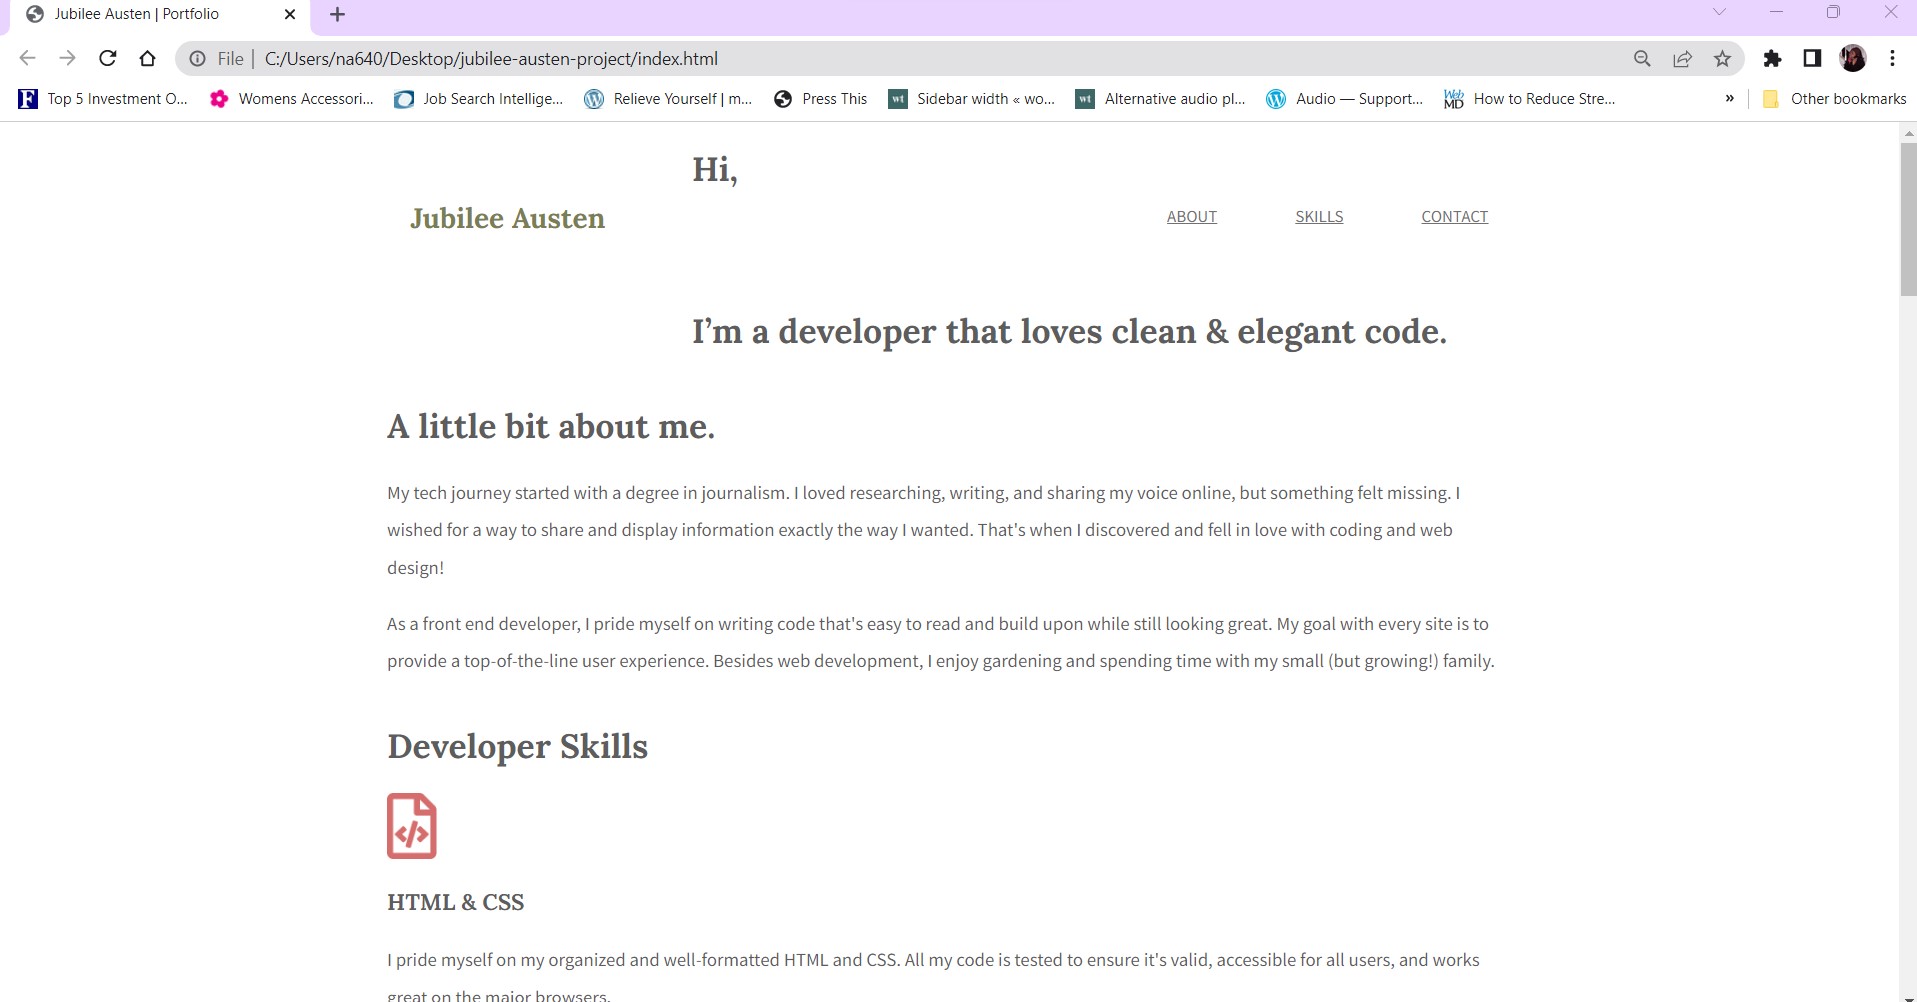 Jubilee Austen | Portfolio
File | C:/Users/na640/Desktop/jubilee-austen-project/index.html
F Top 5 Investment O... Womens Accessori... Job Search Intellige... Relieve Yourself | m... Press This wt Sidebar width « wo... wt Alternative audio pl... Audio — Support... Web MD How to Reduce Stre... » Other bookmarks
Hi,
Jubilee Austen ABOUT SKILLS CONTACT
I’m a developer that loves clean & elegant code.
A little bit about me.
My tech journey started with a degree in journalism. I loved researching, writing, and sharing my voice online, but something felt missing. I
wished for a way to share and display information exactly the way I wanted. That's when I discovered and fell in love with coding and web
design!
As a front end developer, I pride myself on writing code that's easy to read and build upon while still looking great. My goal with every site is to
provide a top-of-the-line user experience. Besides web development, I enjoy gardening and spending time with my small (but growing!) family.
Developer Skills
</>
HTML & CSS
I pride myself on my organized and well-formatted HTML and CSS. All my code is tested to ensure it's valid, accessible for all users, and works
great on the major browsers.